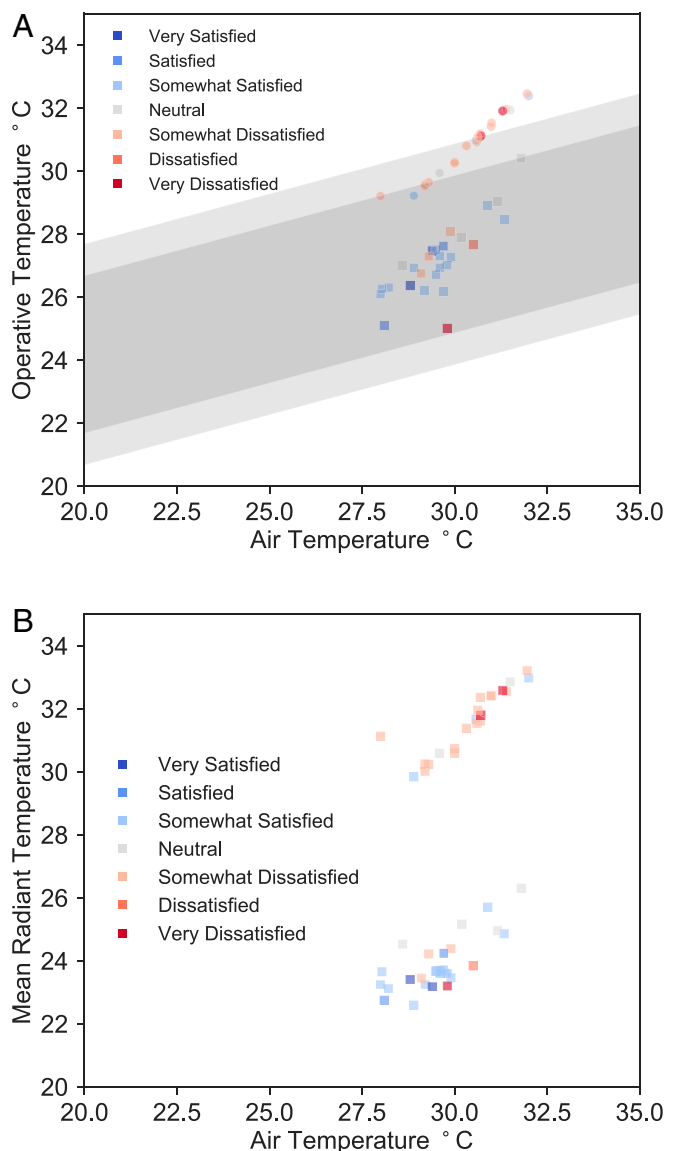 A
Operative Temperature °C
34
32
30
28
26
24
22
20
Very Satisfied
Satisfied
Somewhat Satisfied
Neutral
Somewhat Dissatisfied
Dissatisfied
Very Dissatisfied
20.0 22.5 25.0 27.5 30.0 32.5 35.0
Air Temperature °C
B
Mean Radiant Temperature °C
34
32
30
28
26
24
22
20
Very Satisfied
Satisfied
Somewhat Satisfied
Neutral
Somewhat Dissatisfied
Dissatisfied
Very Dissatisfied
20.0 22.5 25.0 27.5 30.0 32.5 35.0
Air Temperature °C